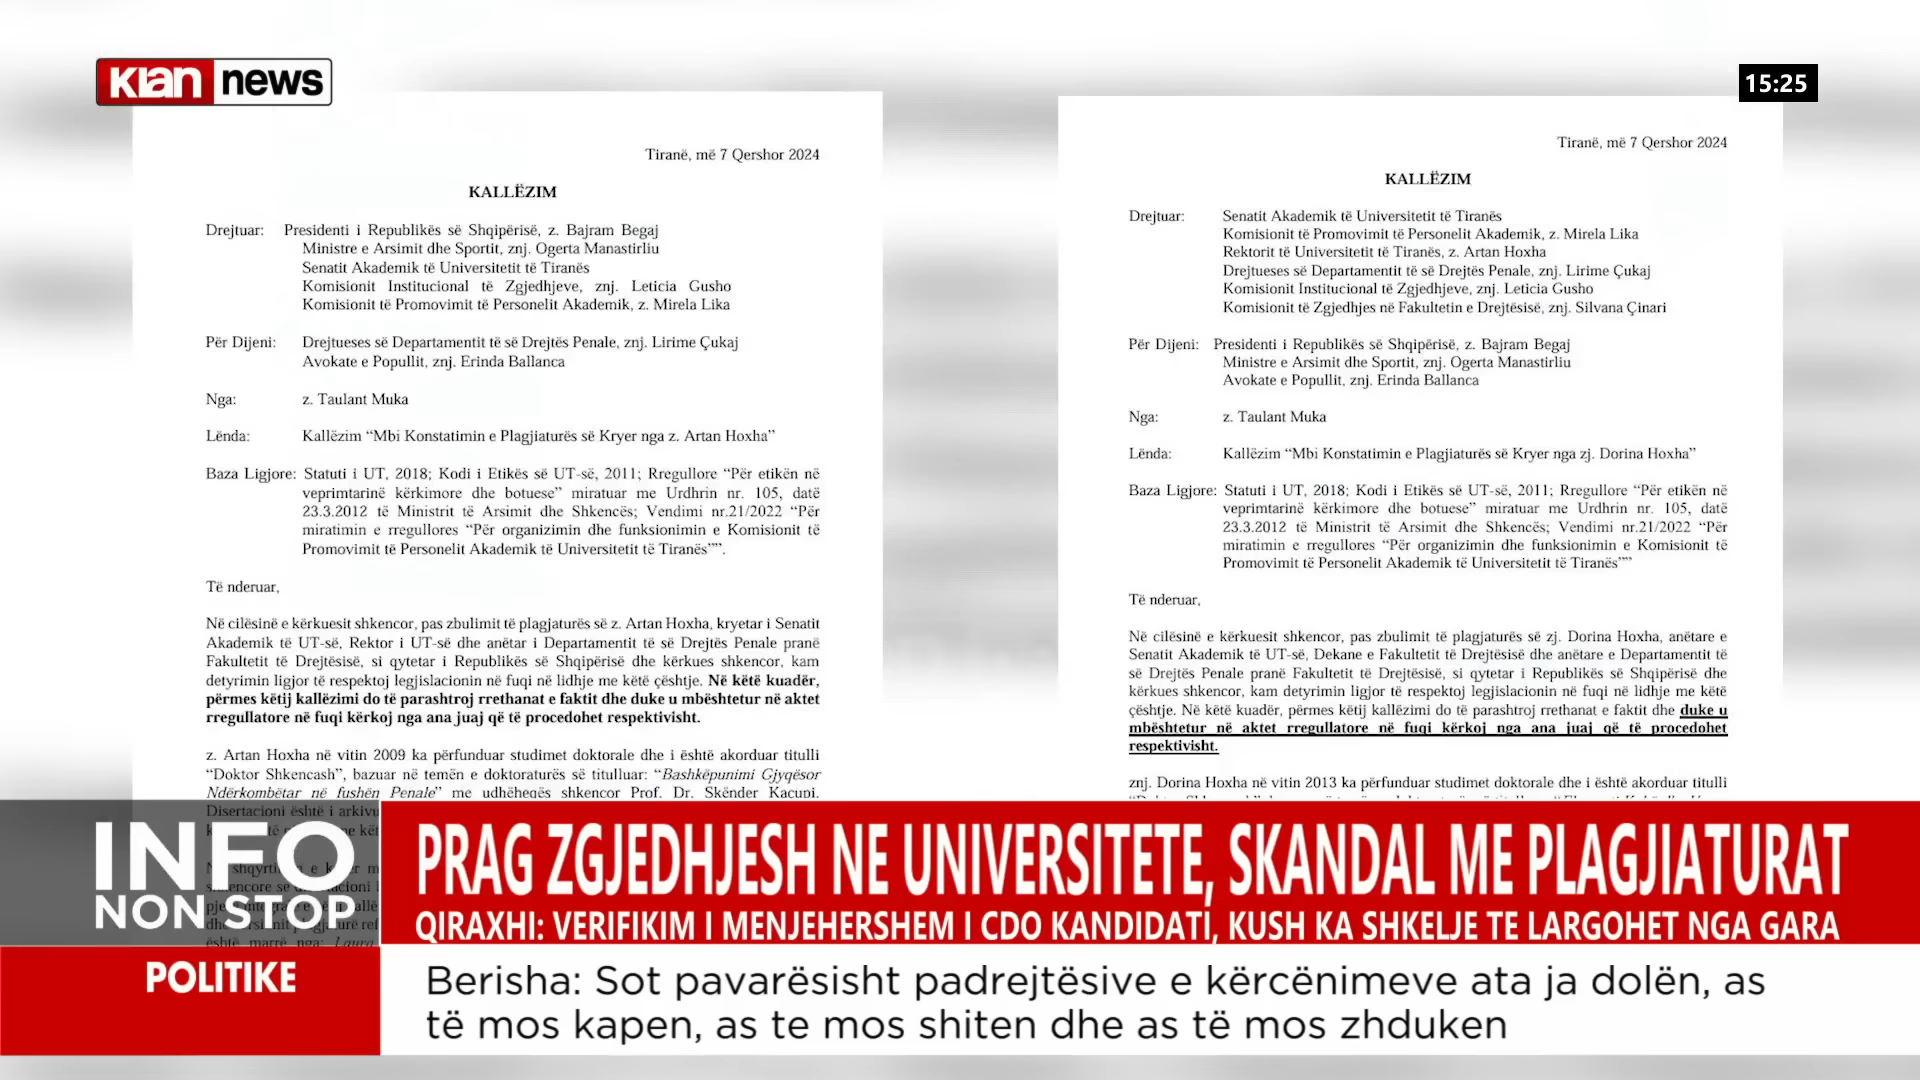 Klan news
15:25
Tiranë, më 7 Qershor 2024
KALLËZIM
Drejtuar: Presidenti i Republikës së Shqipërisë, z. Bajram Begaj
Ministre e Arsimit dhe Sportit, znj. Ogerta Manastirliu
Senatit Akademik të Universitetit të Tiranës
Komisionit Institucional të Zgjedhjeve, znj. Leticia Gusho
Komisionit të Promovimit të Personelit Akademik, z. Mirela Lika
Për Dijeni: Drejtueses së Departamentit të së Drejtës Penale, znj. Lirime Çukaj
Avokate e Popullit, znj. Erinda Ballanca
Nga: z. Taulant Muka
Lënda: Kallëzim “Mbi Konstatimin e Plagjiaturës së Kryer nga z. Artan Hoxha”
Baza Ligjore: Statuti i UT, 2018; Kodi i Etikës së UT-së, 2011; Rregullore “Për etikën në
veprimtarinë kërkimore dhe botuese” miratuar me Urdhrin nr. 105, datë
23.3.2012 të Ministrit të Arsimit dhe Shkencës; Vendimi nr.21/2022 “Për
miratimin e rregullores “Për organizimin dhe funksionimin e Komisionit të
Promovimit të Personelit Akademik të Universitetit të Tiranës””.
Të nderuar,
Në cilësinë e kërkuesit shkencor, pas zbulimit të plagjiaturës së z. Artan Hoxha, kryetar i Senatit
Akademik të UT-së, Rektor i UT-së dhe anëtar i Departamentit të së Drejtës Penale pranë
Fakultetit të Drejtësisë, si qytetar i Republikës së Shqipërisë dhe kërkues shkencor, kam
detyrimin ligjor të respektoj legjislacionin në fuqi në lidhje me këtë çështje. Në këtë kuadër,
përmes këtij kallëzimi do të parashtroj rrethanat e faktit dhe duke u mbështetur në aktet
rregullatore në fuqi kërkoj nga ana juaj që të procedohet respektivisht.
z. Artan Hoxha në vitin 2009 ka përfunduar studimet doktorale dhe i është akorduar titulli
“Doktor Shkencash”, bazuar në temën e doktoraturës së titulluar: “Bashkëpunimi Gjyqësor
Ndërkombëtar në fushën Penale” me udhëheqës shkencor Prof. Dr. Skënder Kaçupi.
Disertacioni është i arkivu
është marrë nga: Laura
Tiranë, më 7 Qershor 2024
KALLËZIM
Drejtuar: Senatit Akademik të Universitetit të Tiranës
Komisionit të Promovimit të Personelit Akademik, z. Mirela Lika
Rektorit të Universitetit të Tiranës, z. Artan Hoxha
Drejtueses së Departamentit të së Drejtës Penale, znj. Lirime Çukaj
Komisionit Institucional të Zgjedhjeve, znj. Leticia Gusho
Komisionit të Zgjedhjes në Fakultetin e Drejtësisë, znj. Silvana Çinari
Për Dijeni: Presidenti i Republikës së Shqipërisë, z. Bajram Begaj
Ministre e Arsimit dhe Sportit, znj. Ogerta Manastirliu
Avokate e Popullit, znj. Erinda Ballanca
Nga: z. Taulant Muka
Lënda: Kallëzim “Mbi Konstatimin e Plagjiaturës së Kryer nga zj. Dorina Hoxha”
Baza Ligjore: Statuti i UT, 2018; Kodi i Etikës së UT-së, 2011; Rregullore “Për etikën në
veprimtarinë kërkimore dhe botuese” miratuar me Urdhrin nr. 105, datë
23.3.2012 të Ministrit të Arsimit dhe Shkencës; Vendimi nr.21/2022 “Për
miratimin e rregullores “Për organizimin dhe funksionimin e Komisionit të
Promovimit të Personelit Akademik të Universitetit të Tiranës””
Të nderuar,
Në cilësinë e kërkuesit shkencor, pas zbulimit të plagjiaturës së zj. Dorina Hoxha, anëtare e
Senatit Akademik të UT-së, Dekane e Fakultetit të Drejtësisë dhe anëtare e Departamentit të
së Drejtës Penale pranë Fakultetit të Drejtësisë, si qytetar i Republikës së Shqipërisë dhe
kërkues shkencor, kam detyrimin ligjor të respektoj legjislacionin në fuqi në lidhje me këtë
çështje. Në këtë kuadër, përmes këtij kallëzimi do të parashtroj rrethanat e faktit dhe duke u
mbështetur në aktet rregullatore në fuqi kërkoj nga ana juaj që të procedohet
respektivisht.
znj. Dorina Hoxha në vitin 2013 ka përfunduar studimet doktorale dhe i është akorduar titulli
INFO
NON STOP
PRAG ZGJEDHJESH NE UNIVERSITETE, SKANDAL ME PLAGJIATURAT
QIRAXHI: VERIFIKIM I MENJEHERSHEM I CDO KANDIDATI, KUSH KA SHKELJE TE LARGOHET NGA GARA
POLITIKE
Berisha: Sot pavarësisht padrejtësive e kërcënimeve ata ja dolën, as
të mos kapen, as te mos shiten dhe as të mos zhduken